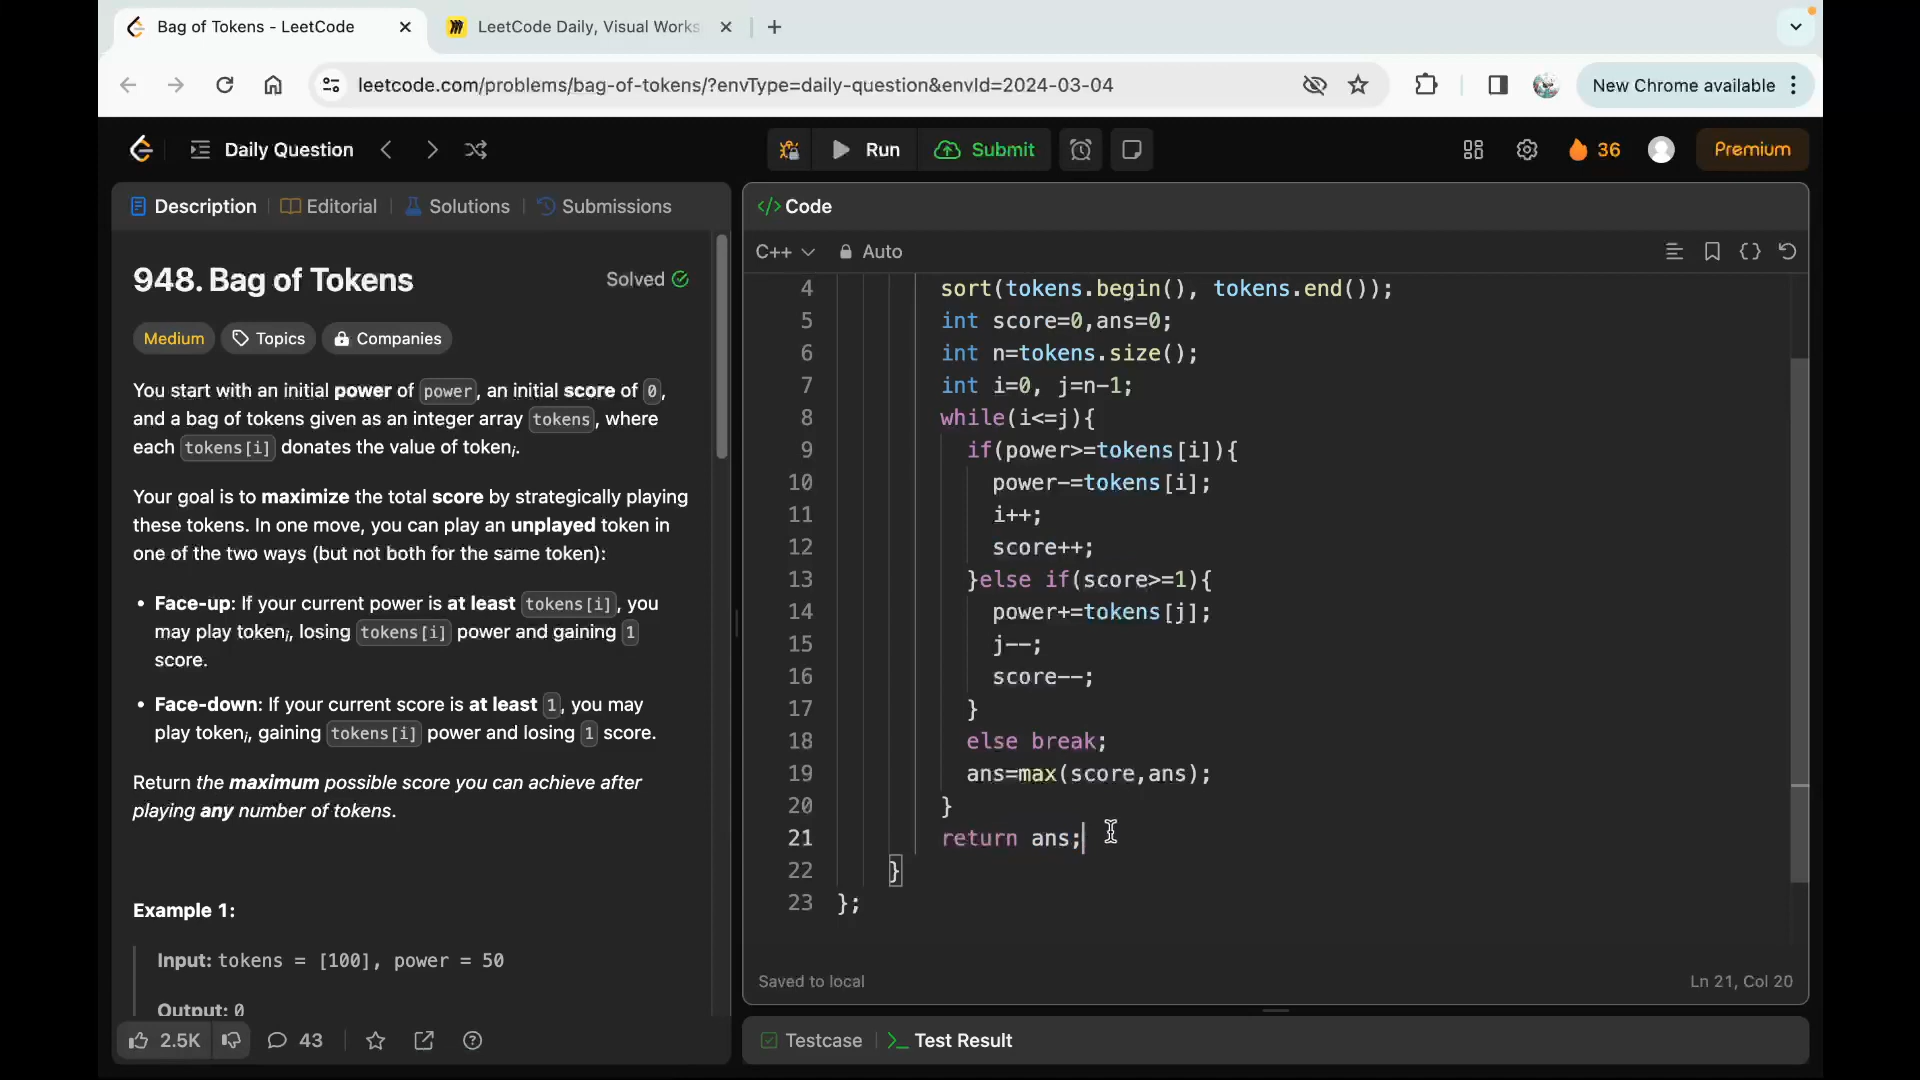 Bag of Tokens - LeetCode
LeetCode Daily, Visual Works
leetcode.com/problems/bag-of-tokens/?envType=daily-question&envId=2024-03-04
New Chrome available
Daily Question
Run
Submit
36
Premium
Description
Editorial
Solutions
Submissions
948. Bag of Tokens
Solved
Medium
Topics
Companies
You start with an initial power of power, an initial score of 0,
and a bag of tokens given as an integer array tokens, where
each tokens[i] donates the value of tokeni.
Your goal is to maximize the total score by strategically playing
these tokens. In one move, you can play an unplayed token in
one of the two ways (but not both for the same token):
• Face-up: If your current power is at least tokens[i], you
may play tokeni, losing tokens[i] power and gaining 1
score.
• Face-down: If your current score is at least 1, you may
play tokeni, gaining tokens[i] power and losing 1 score.
Return the maximum possible score you can achieve after
playing any number of tokens.
Example 1:
Input: tokens = [100], power = 50
Output: 0
2.5K
43
</> Code
C++
Auto
4 sort(tokens.begin(), tokens.end());
5 int score=0,ans=0;
6 int n=tokens.size();
7 int i=0, j=n-1;
8 while(i<=j){
9 if(power>=tokens[i]){
10 power-=tokens[i];
11 i++;
12 score++;
13 }else if(score>=1){
14 power+=tokens[j];
15 j--;
16 score--;
17 }
18 else break;
19 ans=max(score,ans);
20 }
21 return ans;
22 }
23 };
Saved to local
Ln 21, Col 20
Testcase
Test Result